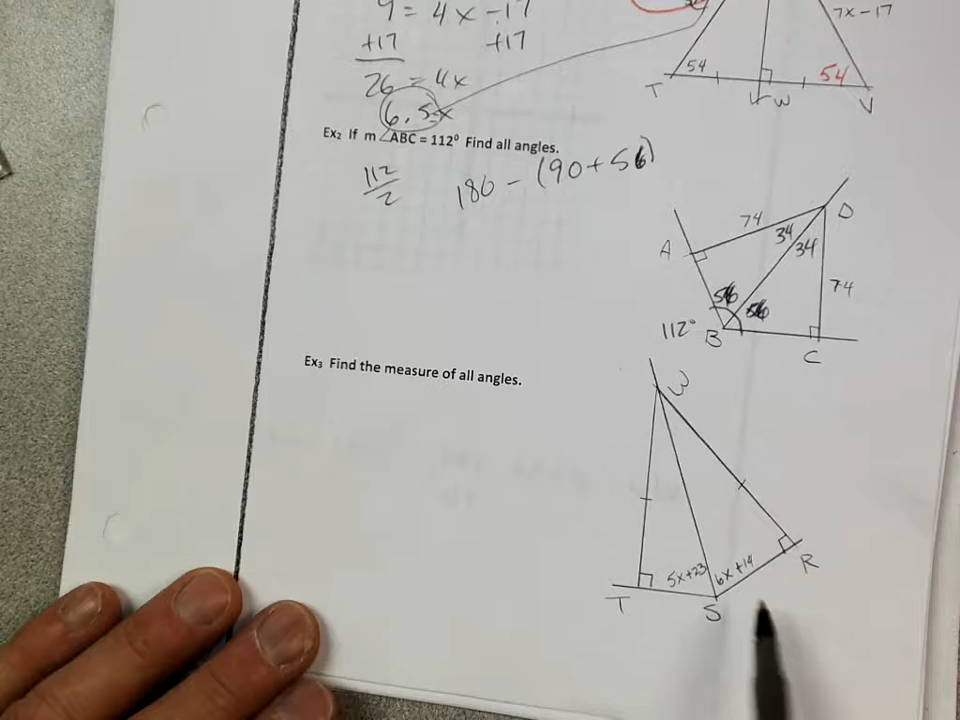 9 = 4x -17
+17 +17
26 = 4x
6.5=x
7x-17
54
54
T
W
V
Ex2 If m∠ABC = 112⁰ Find all angles.
112
2
180 - (90+56)
D
74
34
34
A
74
56
56
112°
B
C
Ex3 Find the measure of all angles.
W
5x+23
6x+14
R
T
S